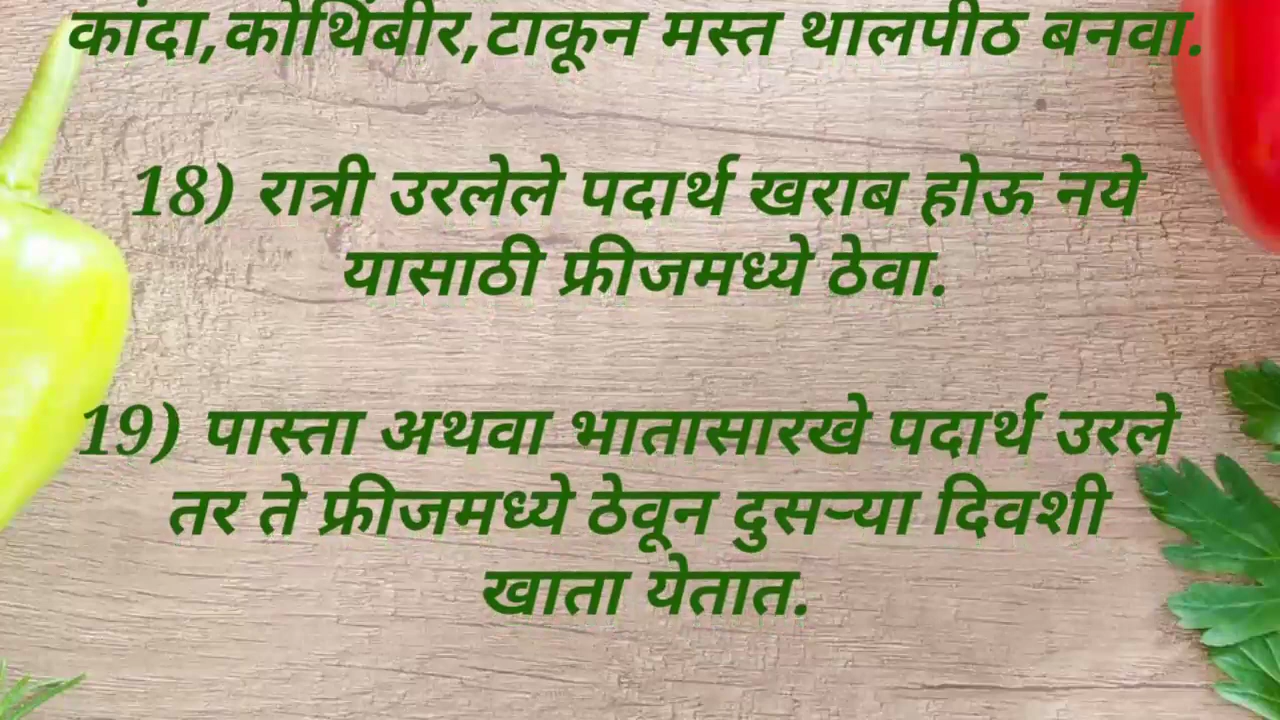 कांदा,कोथिंबीर,टाकून मस्त थालपीठ बनवा.
18) रात्री उरलेले पदार्थ खराब होऊ नये
यासाठी फ्रीजमध्ये ठेवा.
19) पास्ता अथवा भातासारखे पदार्थ उरले
तर ते फ्रीजमध्ये ठेवून दुसऱ्या दिवशी
खाता येतात.